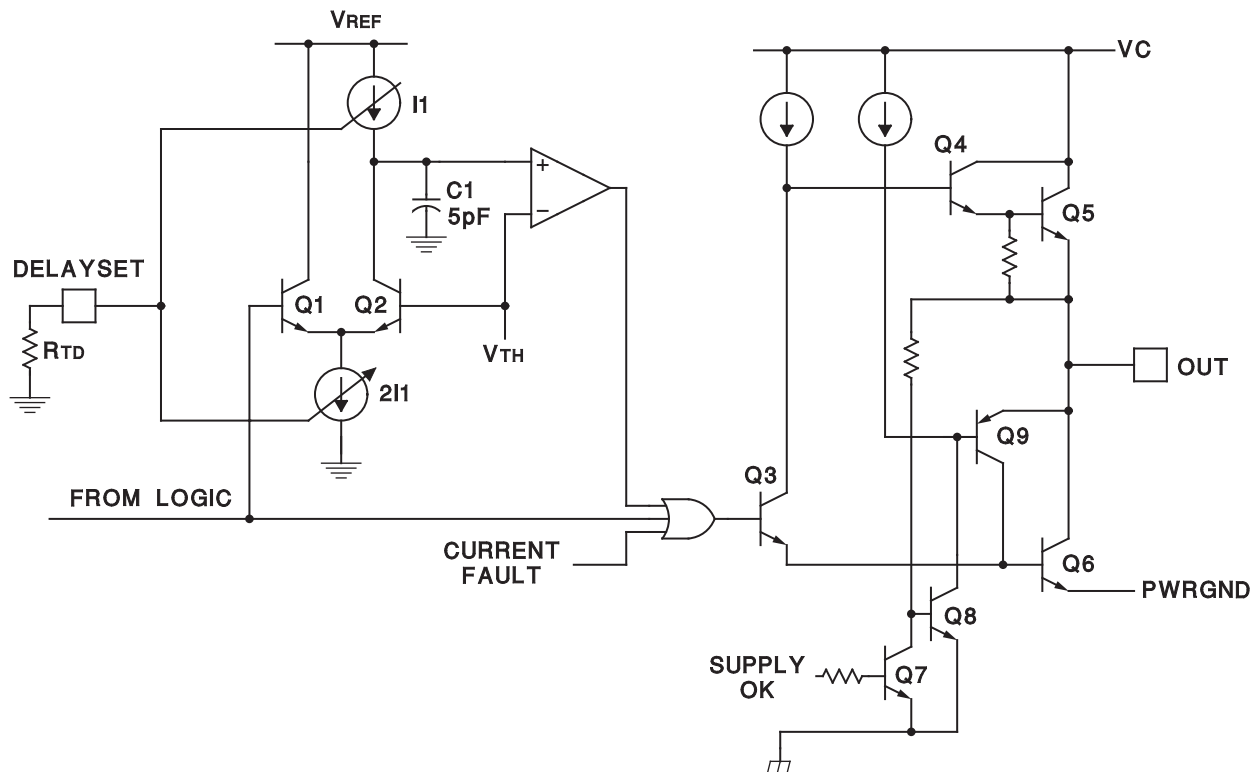 VREF
VC
I1
Q4
+
C1
5pF
−
Q5
DELAYSET
Q1
Q2
RTD
VTH
2I1
OUT
Q9
Q3
FROM LOGIC
CURRENT
FAULT
Q6
PWRGND
Q8
SUPPLY
OK
Q7